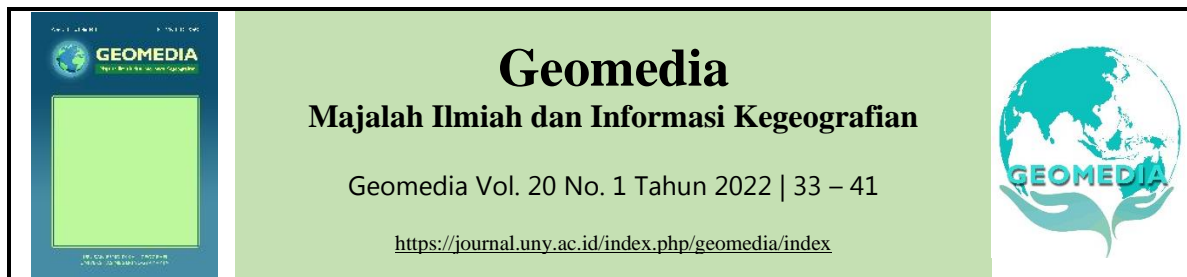 GEOMEDIA
Geomedia
Majalah Ilmiah dan Informasi Kegeografian
Geomedia Vol. 20 No. 1 Tahun 2022 | 33 – 41
https://journal.uny.ac.id/index.php/geomedia/index
GEOMEDIA